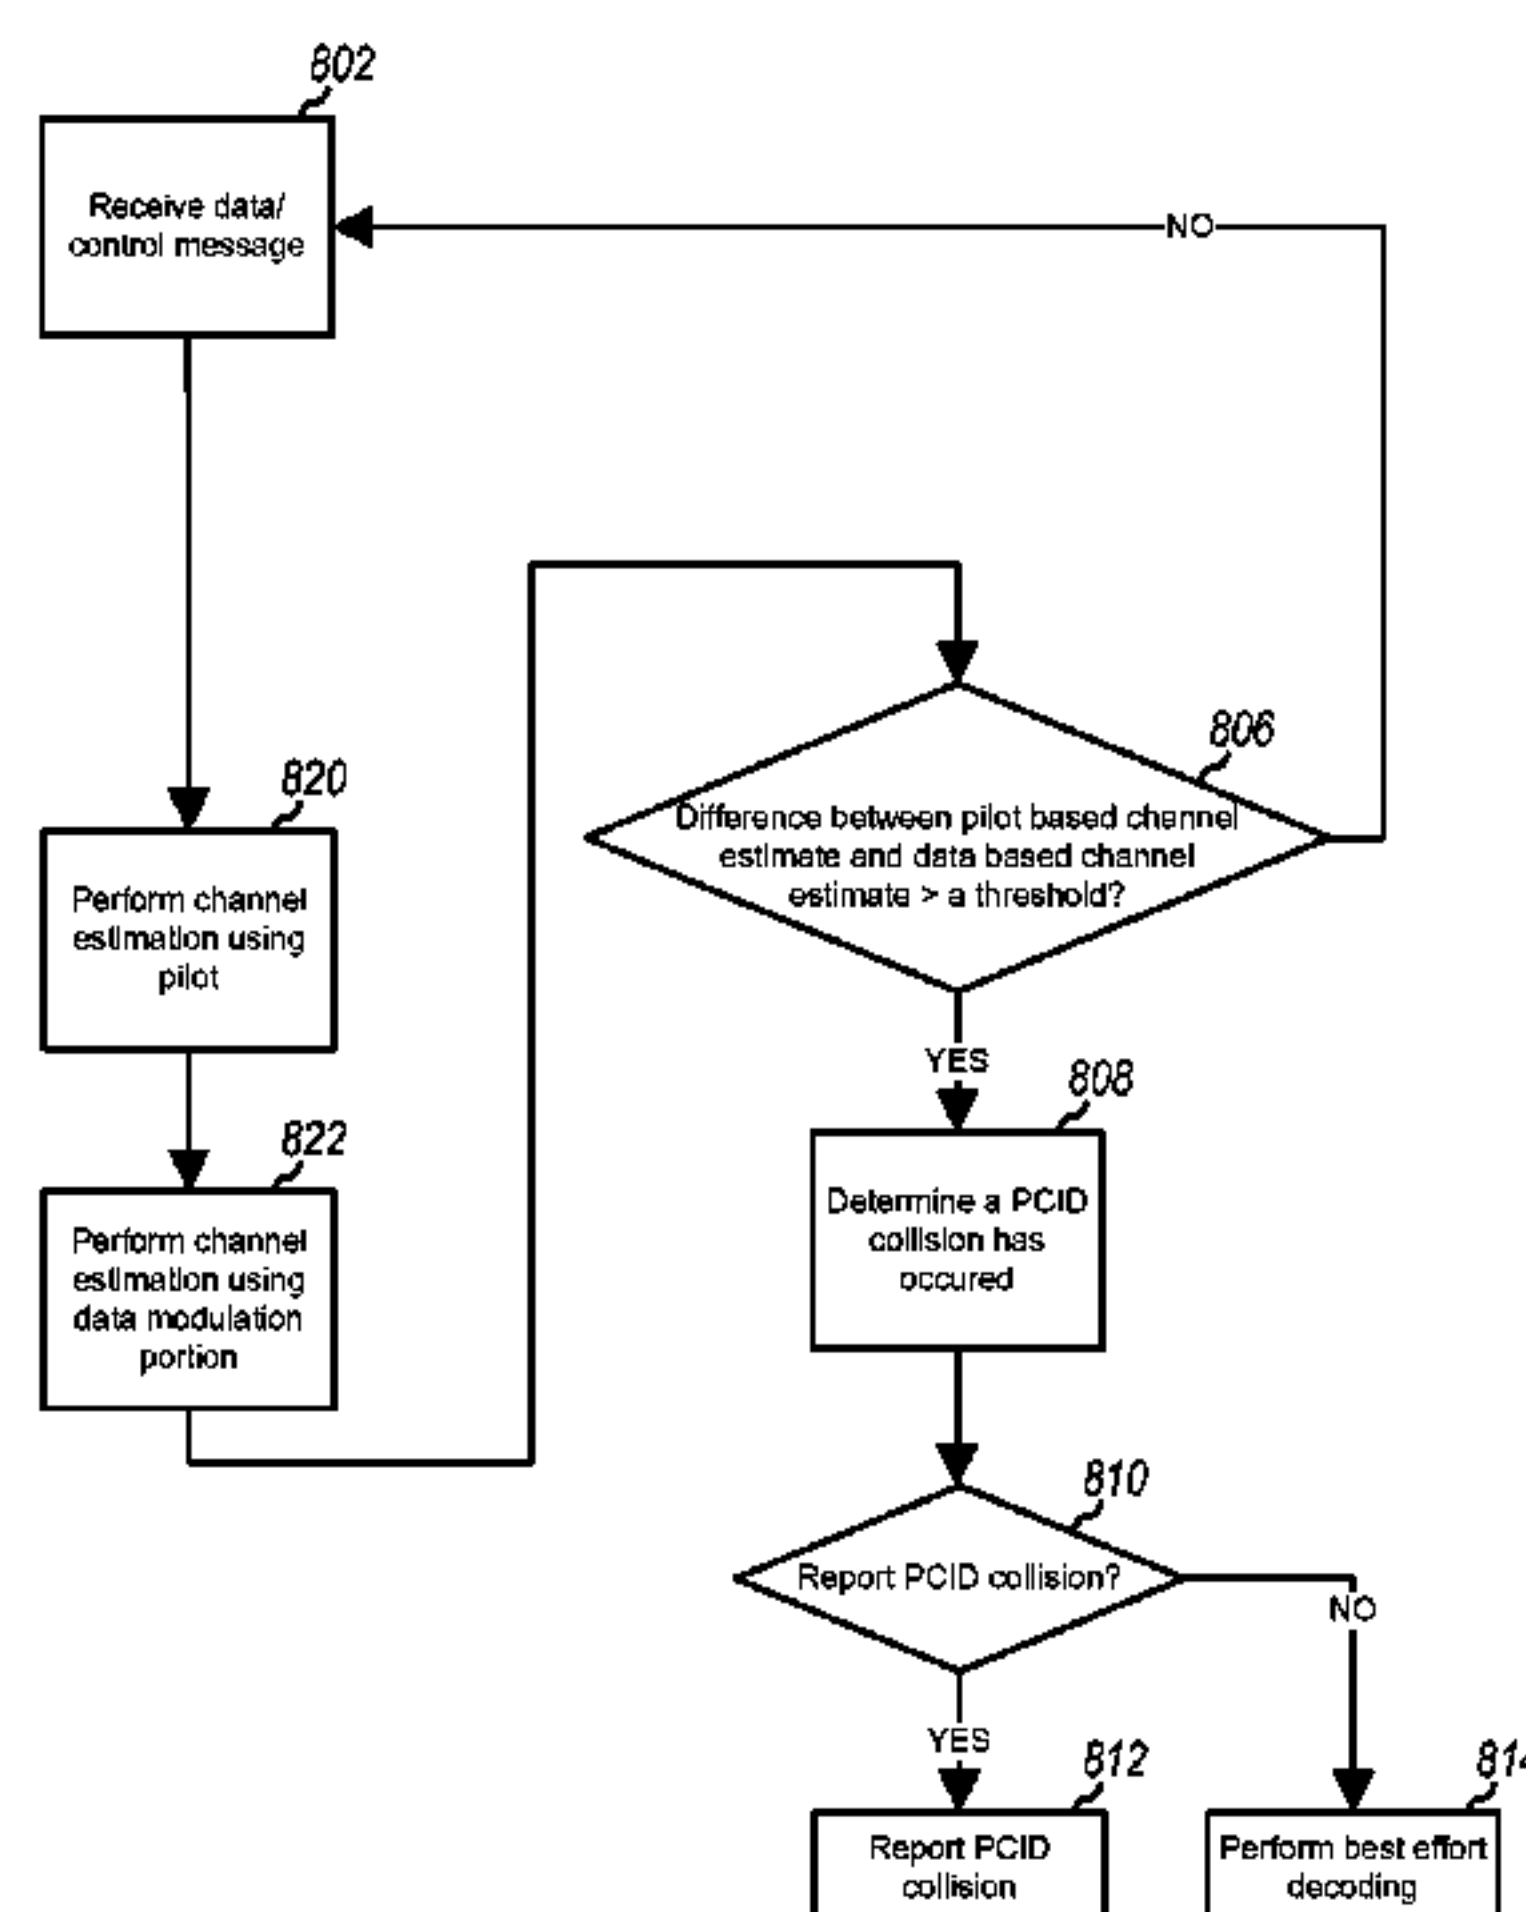 802
Receive data/
control message
NO
820
Perform channel
estimation using
pilot
822
Perform channel
estimation using
data modulation
portion
806
Difference between pilot based channel
estimate and data based channel
estimate > a threshold?
YES
808
Determine a PCID
collision has
occured
810
Report PCID collision?
NO
YES
812
Report PCID
collision
814
Perform best effort
decoding